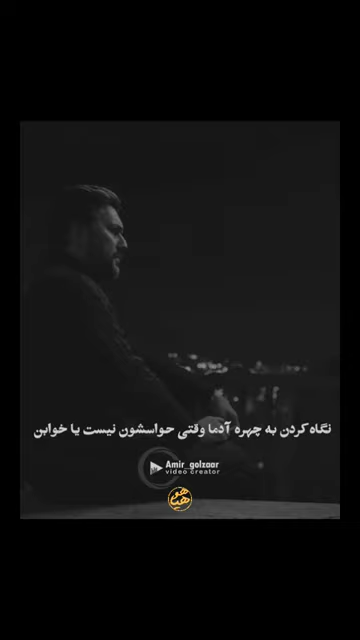 نگاه کردن به چهره آدما وقتی حواسشون نیست یا خوابن
Amir_golzaar
video creator